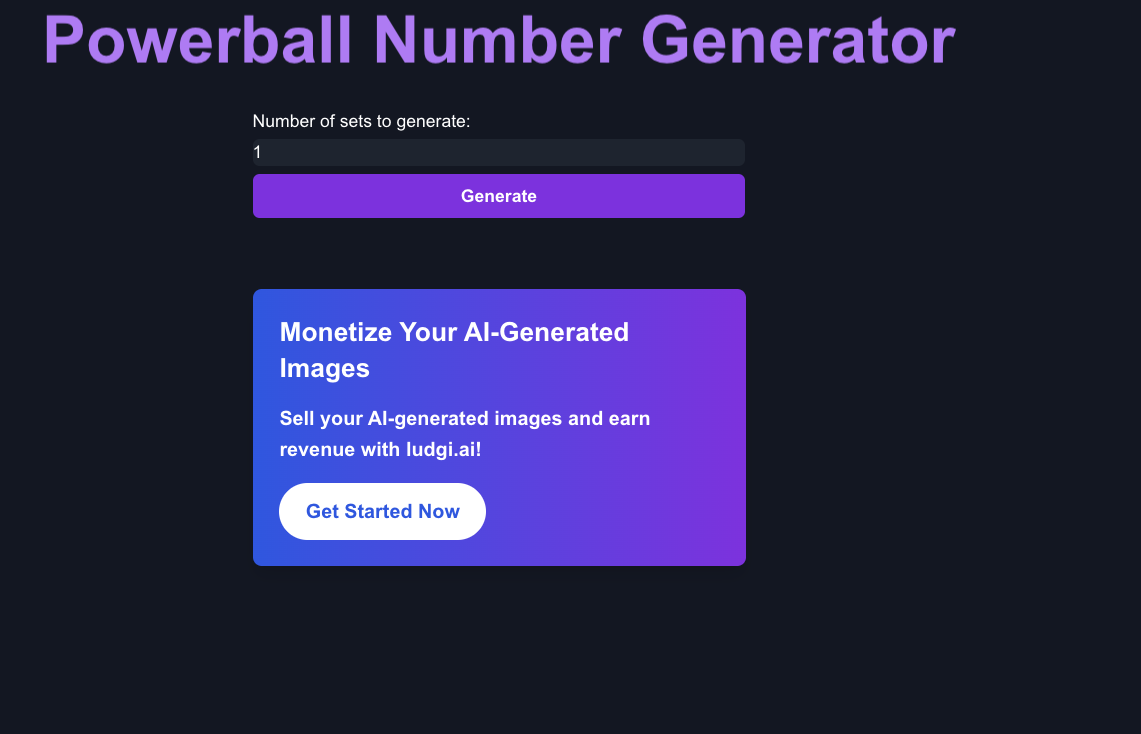 Powerball Number Generator
Number of sets to generate:
1
Generate
Monetize Your AI-Generated
Images
Sell your AI-generated images and earn
revenue with ludgi.ai!
Get Started Now